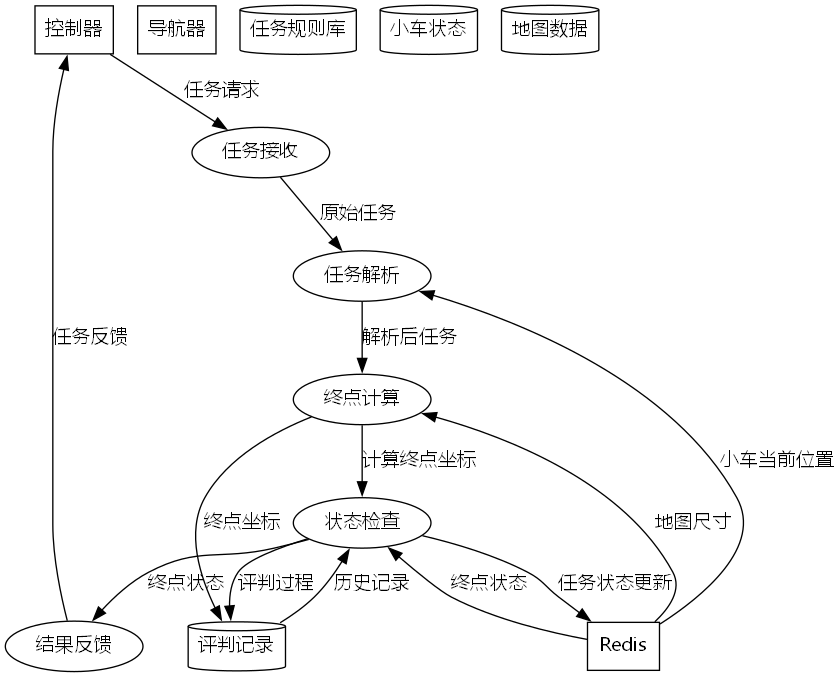 控制器
导航器
任务规则库
小车状态
地图数据
任务请求
任务接收
原始任务
任务解析
任务反馈
解析后任务
终点计算
计算终点坐标
小车当前位置
终点坐标
状态检查
地图尺寸
终点状态
评判过程
历史记录
终点状态
任务状态更新
结果反馈
评判记录
Redis